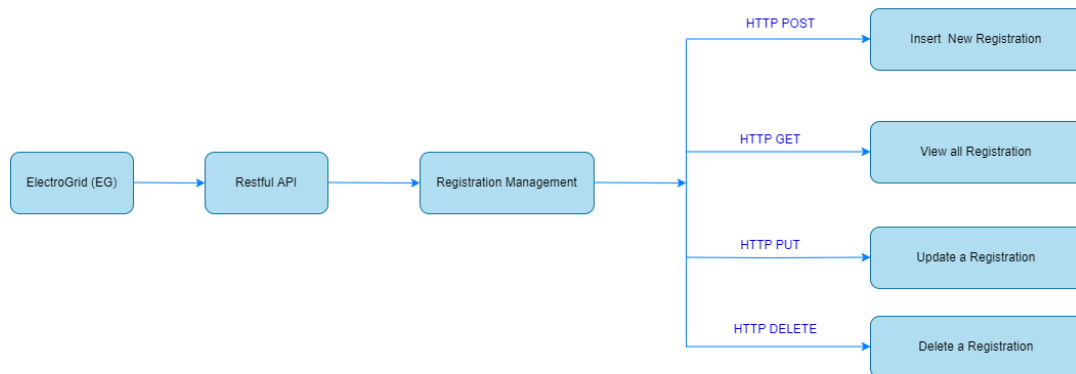 HTTP POST
Insert New Registration
HTTP GET
View all Registration
ElectroGrid (EG)
Restful API
Registration Management
HTTP PUT
Update a Registration
HTTP DELETE
Delete a Registration